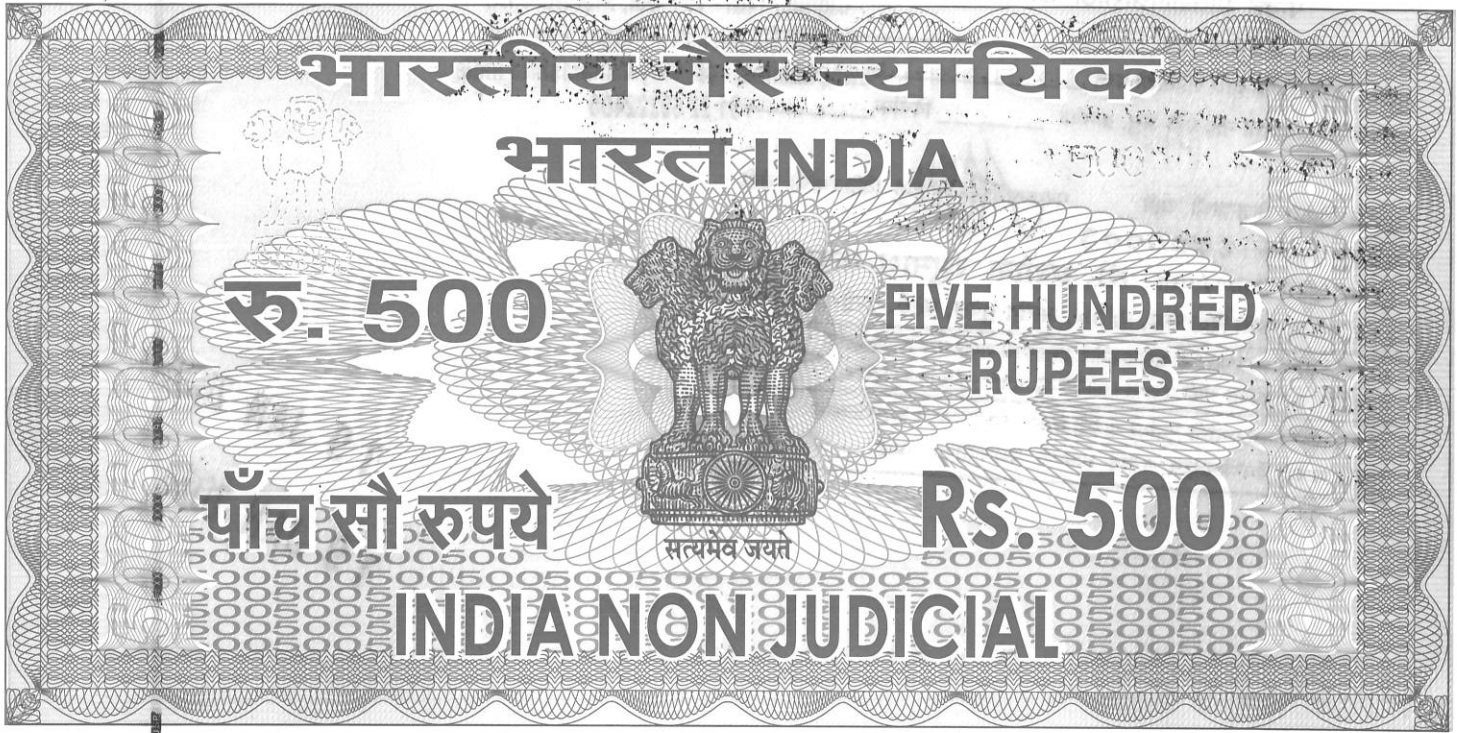 भारतीय गैर न्यायिक
भारत INDIA
रु. 500
FIVE HUNDRED
RUPEES
पाँच सौ रुपये
Rs. 500
सत्यमेव जयते
INDIA NON JUDICIAL